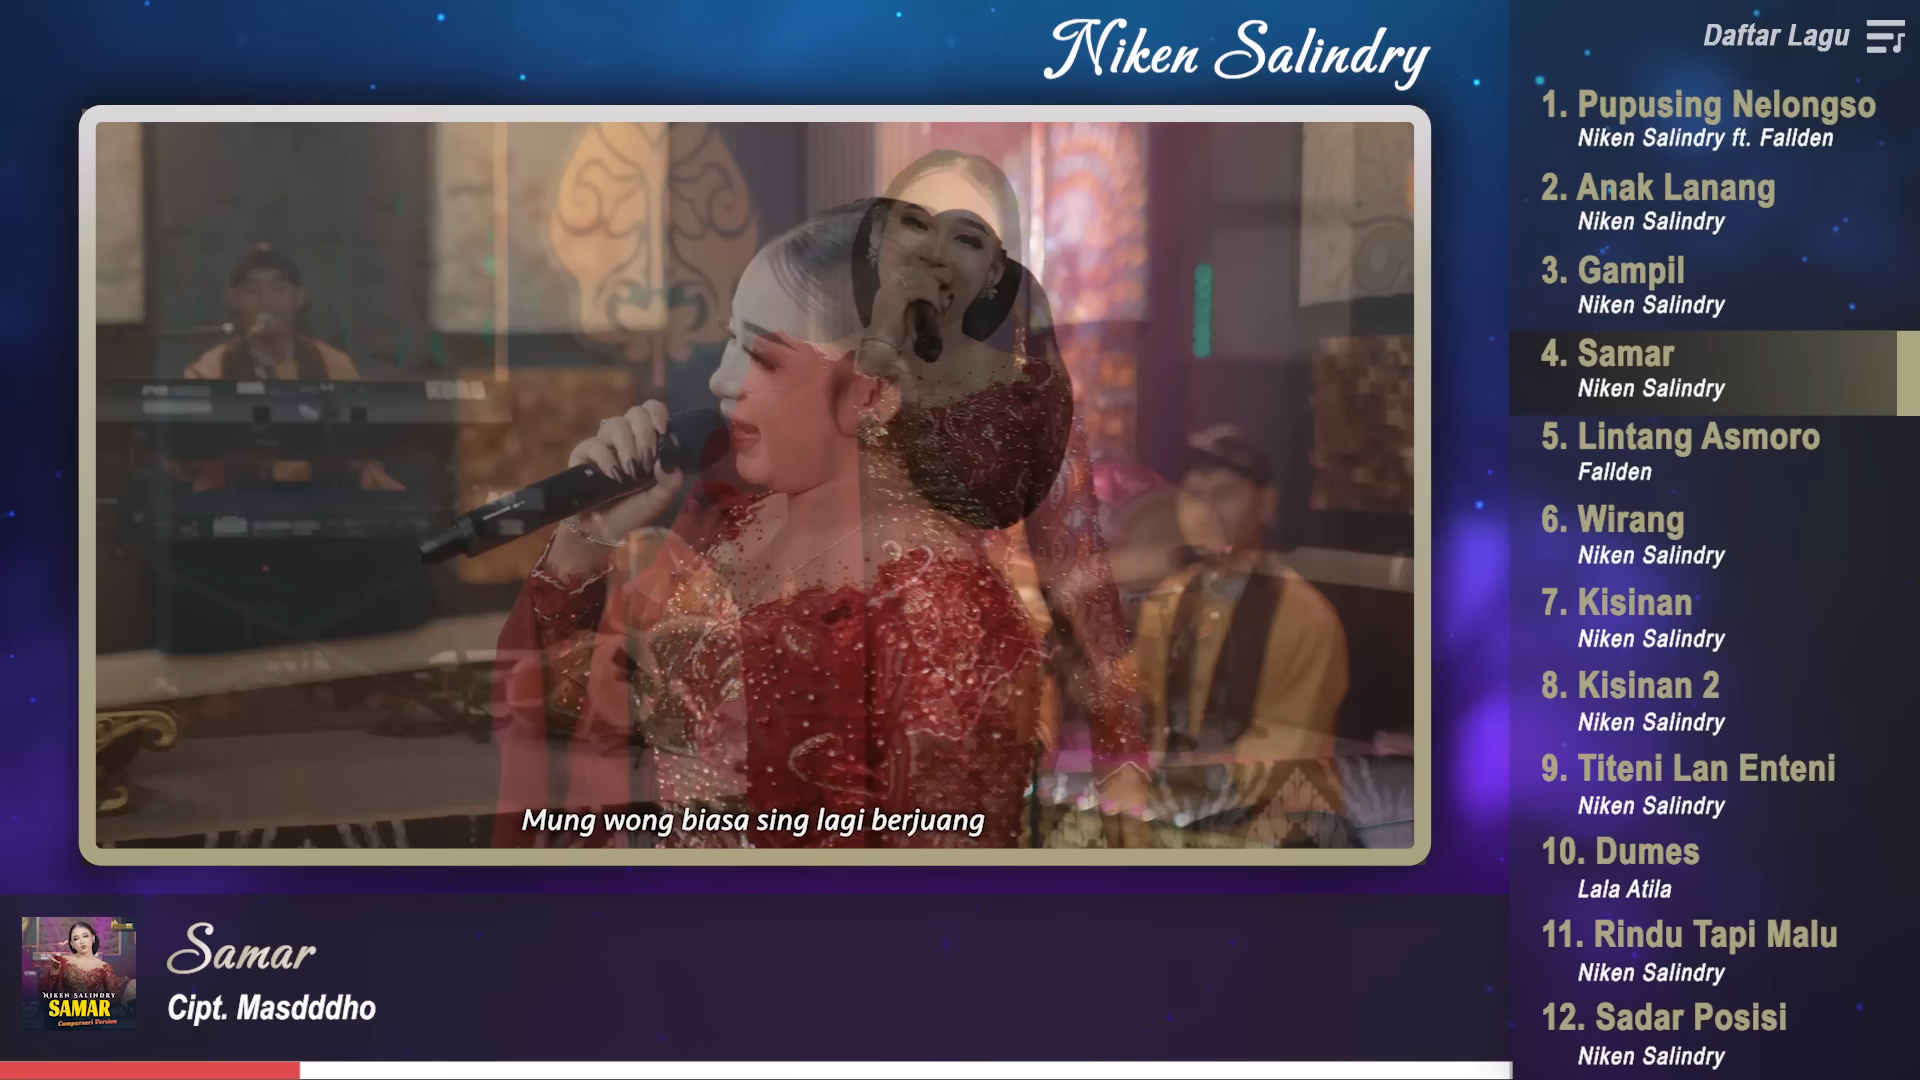 Niken Salindry
Daftar Lagu
1. Pupusing Nelongso
Niken Salindry ft. Fallden
2. Anak Lanang
Niken Salindry
3. Gampil
Niken Salindry
4. Samar
Niken Salindry
5. Lintang Asmoro
Fallden
6. Wirang
Niken Salindry
7. Kisinan
Niken Salindry
8. Kisinan 2
Niken Salindry
9. Titeni Lan Enteni
Niken Salindry
10. Dumes
Lala Atila
11. Rindu Tapi Malu
Niken Salindry
12. Sadar Posisi
Niken Salindry
KORG
Mung wong biasa sing lagi berjuang
NIKEN SALINDRY
SAMAR
Campursari Version
Samar
Cipt. Masdddho